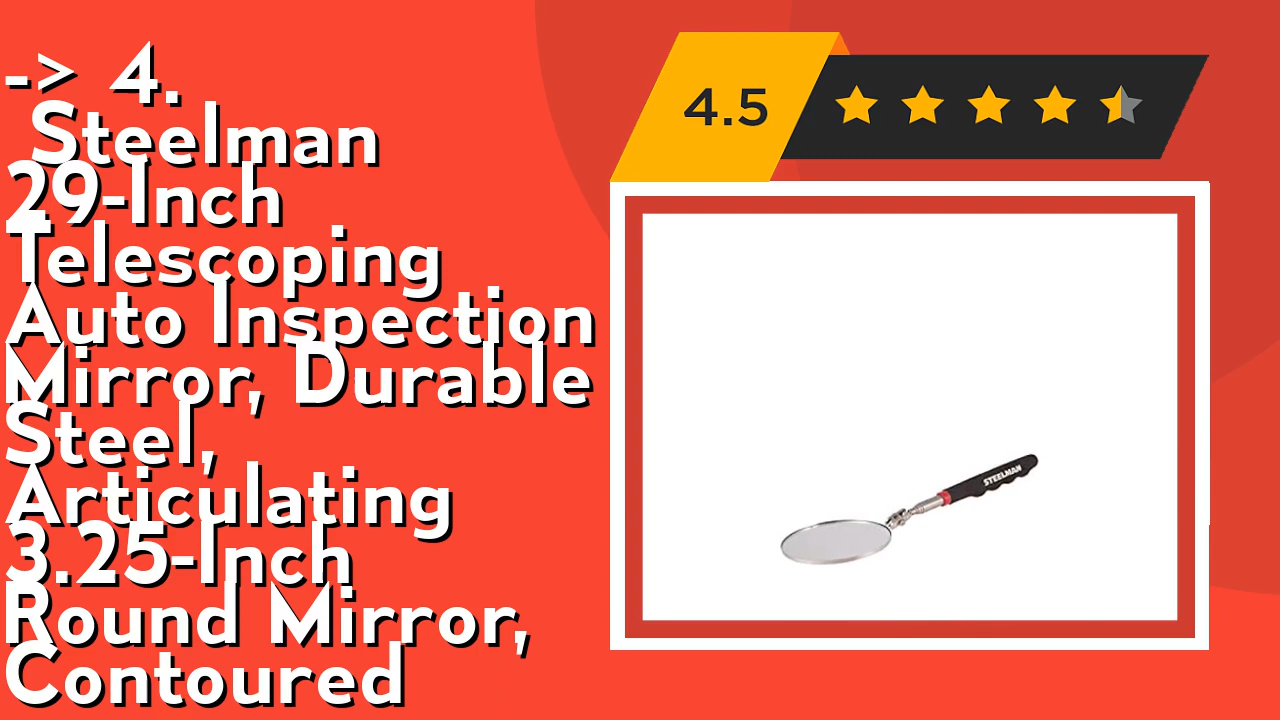 -> 4.
Steelman
29-Inch
Telescoping
Auto Inspection
Mirror, Durable
Steel,
Articulating
3.25-Inch
Round Mirror,
Contoured
4.5
STEELMAN